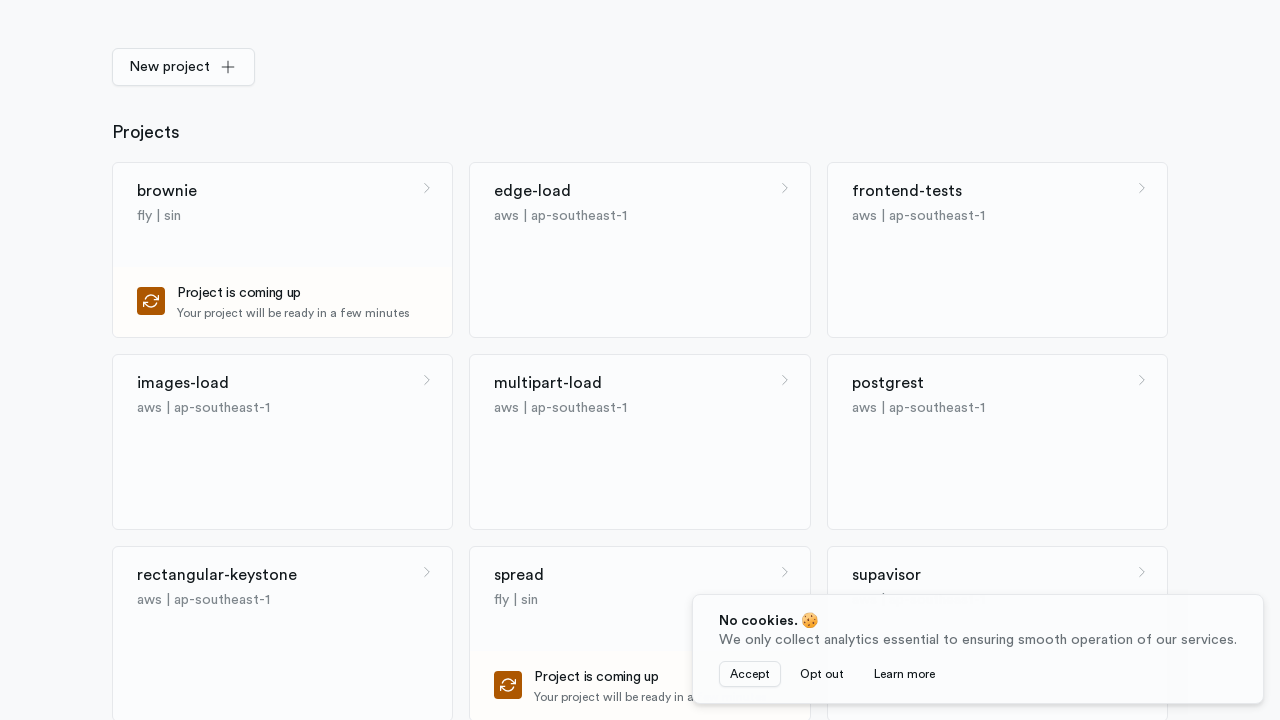 New project
Projects
brownie
fly | sin
Project is coming up
Your project will be ready in a few minutes
edge-load
aws | ap-southeast-1
frontend-tests
aws | ap-southeast-1
images-load
aws | ap-southeast-1
multipart-load
aws | ap-southeast-1
postgrest
aws | ap-southeast-1
rectangular-keystone
aws | ap-southeast-1
spread
fly | sin
Project is coming up
Your project will be ready in a
supavisor
No cookies. 🍪
We only collect analytics essential to ensuring smooth operation of our services.
Accept
Opt out
Learn more